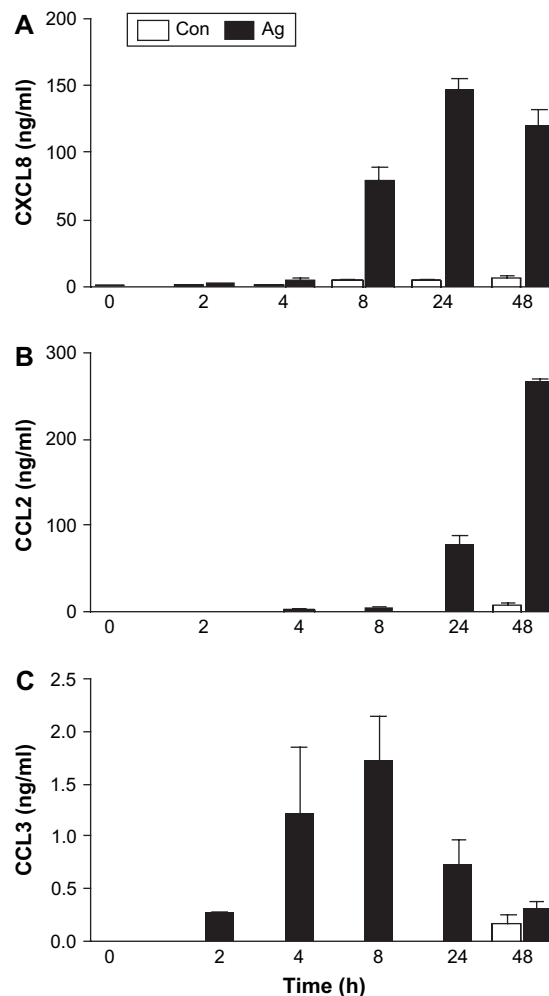 A
Con Ag
CXCL8 (ng/ml)
200
150
100
50
0
0 2 4 8 24 48
B
CCL2 (ng/ml)
300
200
100
0
0 2 4 8 24 48
C
CCL3 (ng/ml)
2.5
2.0
1.5
1.0
0.5
0.0
0 2 4 8 24 48
Time (h)